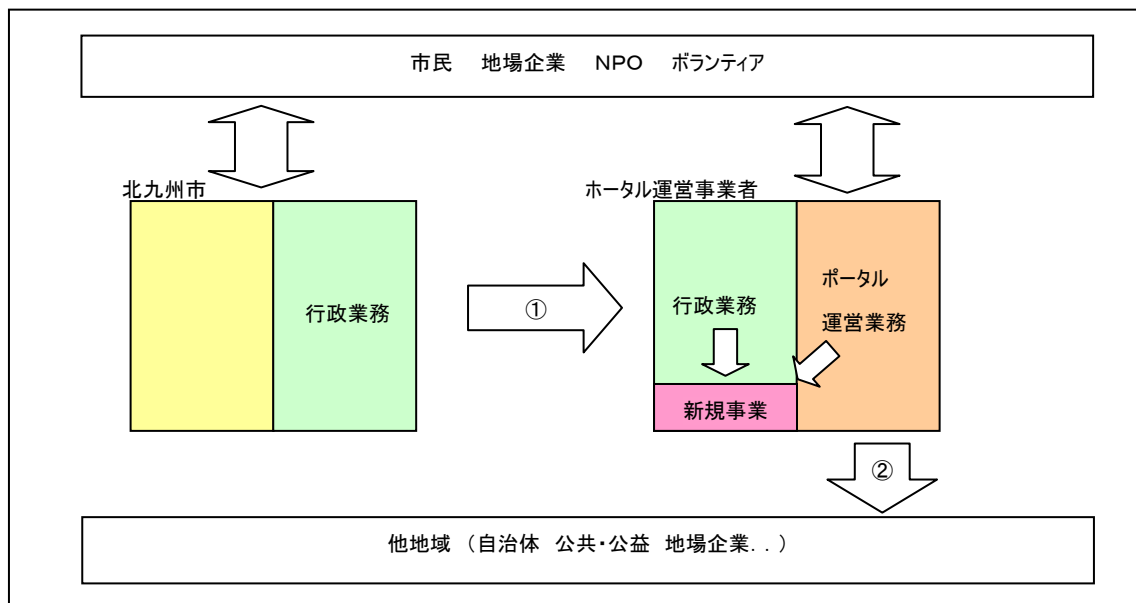 市民 地場企業 NPO ボランティア
北九州市
ホータル運営事業者
行政業務
①
行政業務
ポータル
運営業務
新規事業
②
他地域 (自治体 公共・公益 地場企業. . )